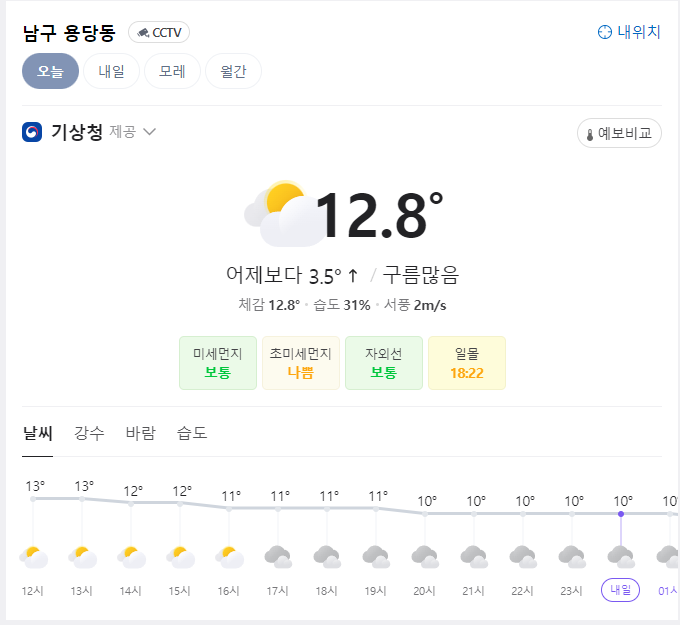 남구 용당동 CCTV 내위치
오늘 내일 모레 월간
기상청 제공 예보비교
12.8°
어제보다 3.5° ↑ / 구름많음
체감 12.8° · 습도 31% · 서풍 2m/s
미세먼지 초미세먼지 자외선 일몰
보통 나쁨 보통 18:22
날씨 강수 바람 습도
13° 13° 12° 12° 11° 11° 11° 11° 10° 10° 10° 10° 10° 10
12시 13시 14시 15시 16시 17시 18시 19시 20시 21시 22시 23시 내일 01시